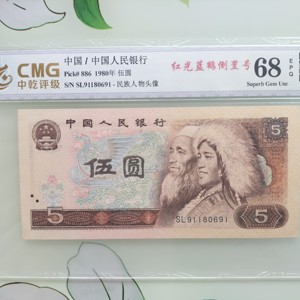 CMG
中乾评级
中国 / 中国人民银行
Pick# 886 1980年 伍圆
S/N SL91180691 - 民族人物头像
红光蓝鹤倒置号
68
EPQ
Superb Gem Unc
中国人民银行
5
伍圆
SL91180691
5
5